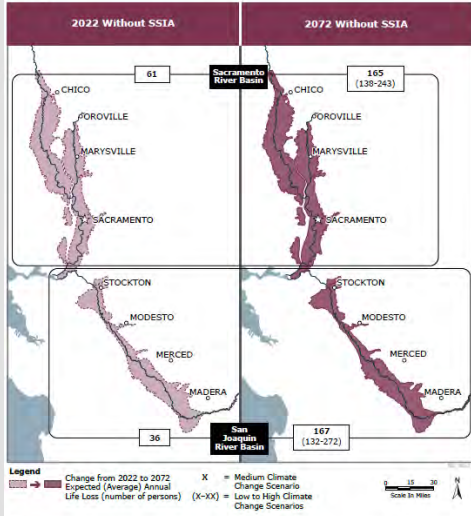 2022 Without SSIA
2072 Without SSIA
61
Sacramento
River Basin
165
(138-243)
CHICO
OROVILLE
MARYSVILLE
SACRAMENTO
CHICO
OROVILLE
MARYSVILLE
SACRAMENTO
STOCKTON
MODESTO
MERCED
MADERA
STOCKTON
MODESTO
MERCED
MADERA
36
San
Joaquin
River Basin
167
(132-272)
Legend
Change from 2022 to 2072
Expected (Average) Annual
Life Loss (number of persons)
X = Medium Climate
Change Scenario
(X-XX) = Low to High Climate
Change Scenarios
0 15 30
Scale In Miles
N